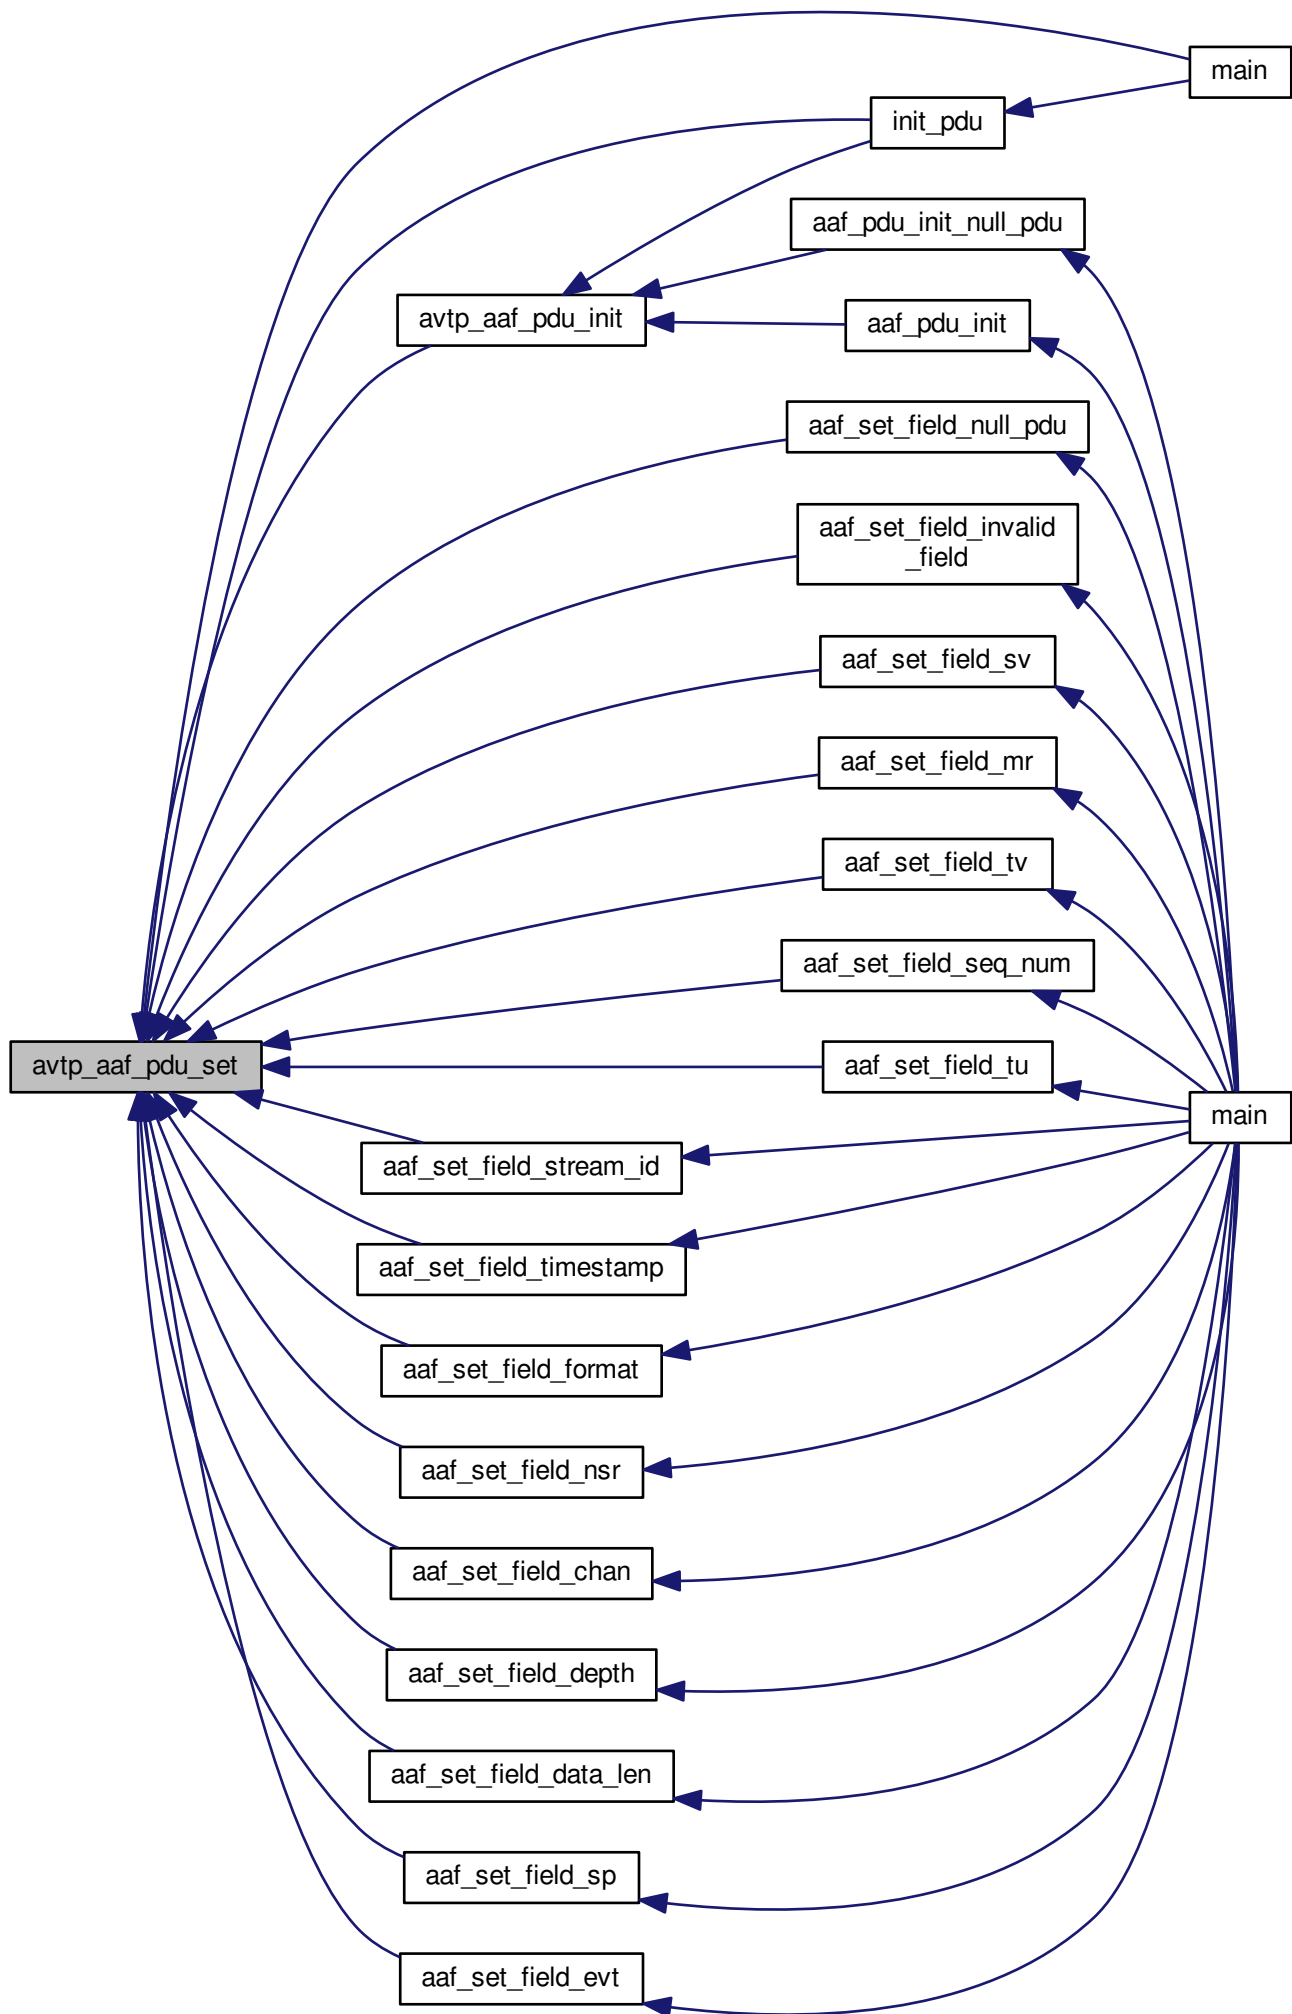 main
init_pdu
aaf_pdu_init_null_pdu
avtp_aaf_pdu_init
aaf_pdu_init
aaf_set_field_null_pdu
aaf_set_field_invalid
_field
aaf_set_field_sv
aaf_set_field_mr
aaf_set_field_tv
aaf_set_field_seq_num
avtp_aaf_pdu_set
aaf_set_field_tu
main
aaf_set_field_stream_id
aaf_set_field_timestamp
aaf_set_field_format
aaf_set_field_nsr
aaf_set_field_chan
aaf_set_field_depth
aaf_set_field_data_len
aaf_set_field_sp
aaf_set_field_evt